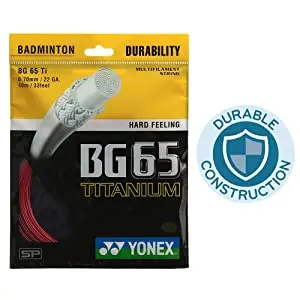 BADMINTON DURABILITY
BG 65 Ti MULTIFILAMENT
0.70mm / 22 GA. STRING
10m / 33feet
HARD FEELING
BG65
TITANIUM
YONEX
SP
DURABLE
CONSTRUCTION